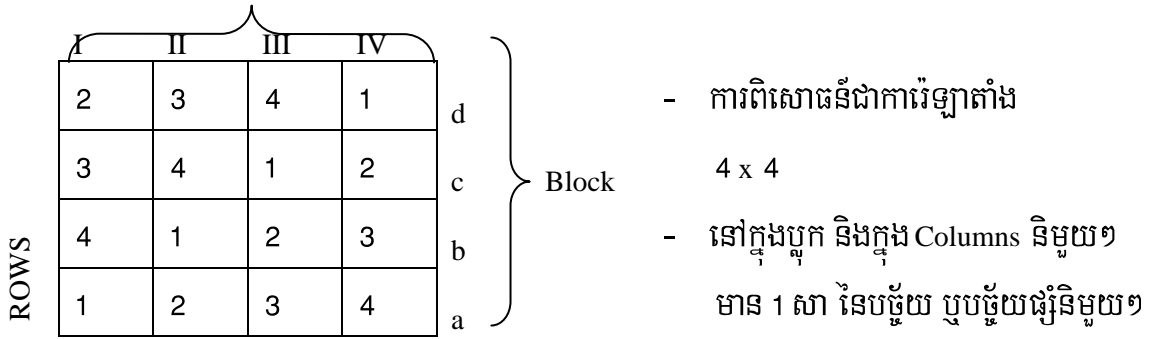 I II III IV
2 3 4 1 d
3 4 1 2 c
4 1 2 3 b
1 2 3 4 a
ROWS
Block
- ការពិសោធន៍ជាការ៉េឡាតាំង
4 x 4
- នៅក្នុងប្លុក និងក្នុង Columns និមួយៗ
មាន 1 សា នៃបច្ច័យ ឬបច្ច័យផ្សំនិមួយៗ